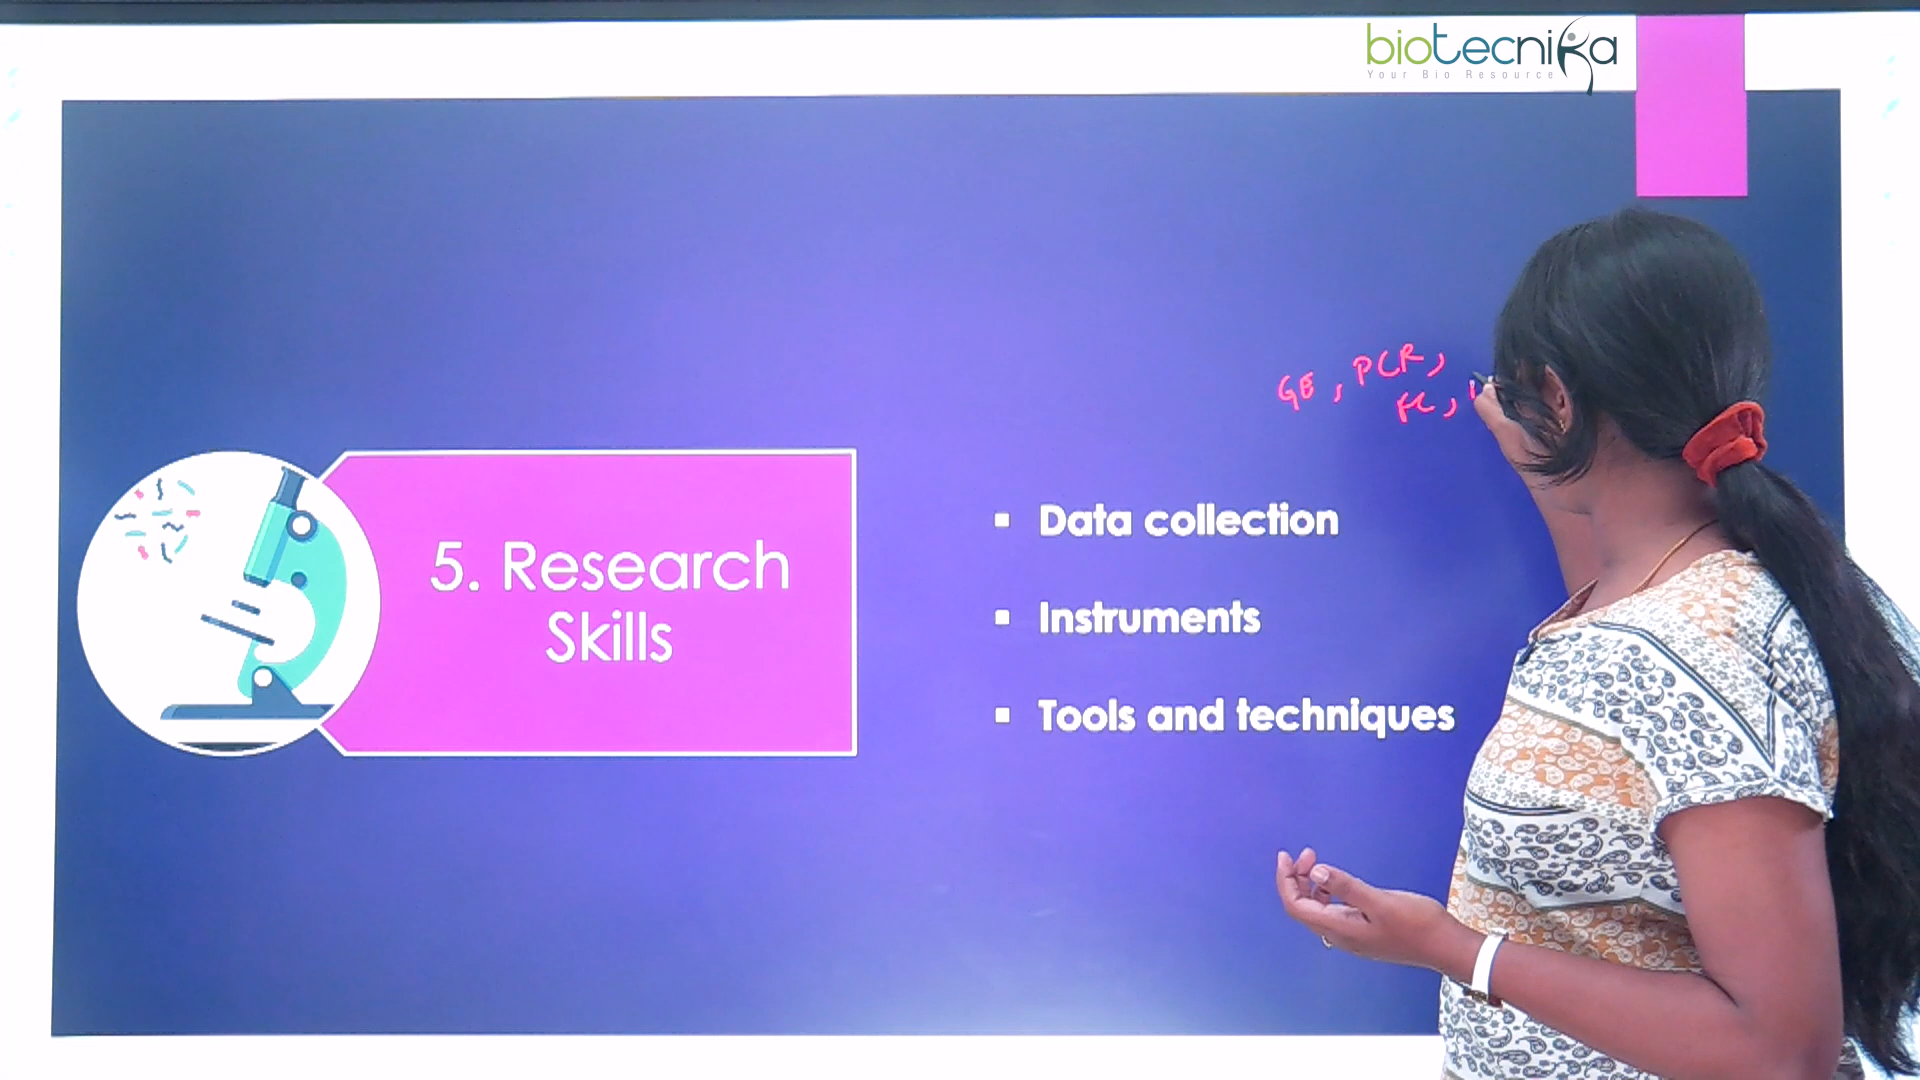 biotecnika
Your Bio Resource
GE, PCR,
FC,
5. Research
Skills
▪ Data collection
▪ Instruments
▪ Tools and techniques